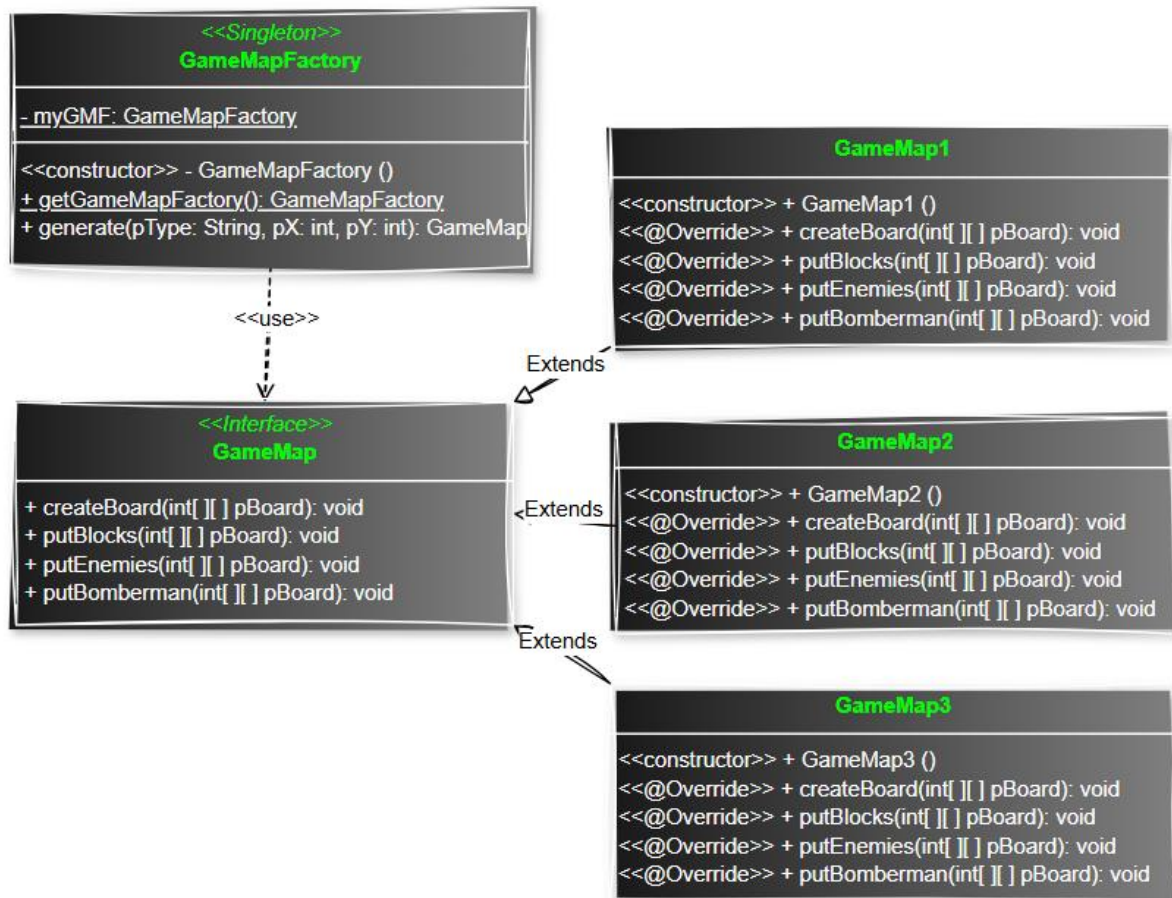 <<Singleton>>
GameMapFactory
- myGMF: GameMapFactory
<<constructor>> - GameMapFactory ()
+ getGameMapFactory(): GameMapFactory
+ generate(pType: String, pX: int, pY: int): GameMap
<<use>>
<<Interface>>
GameMap
+ createBoard(int[ ][ ] pBoard): void
+ putBlocks(int[ ][ ] pBoard): void
+ putEnemies(int[ ][ ] pBoard): void
+ putBomberman(int[ ][ ] pBoard): void
Extends
Extends
Extends
GameMap1
<<constructor>> + GameMap1 ()
<<@Override>> + createBoard(int[ ][ ] pBoard): void
<<@Override>> + putBlocks(int[ ][ ] pBoard): void
<<@Override>> + putEnemies(int[ ][ ] pBoard): void
<<@Override>> + putBomberman(int[ ][ ] pBoard): void
GameMap2
<<constructor>> + GameMap2 ()
<<@Override>> + createBoard(int[ ][ ] pBoard): void
<<@Override>> + putBlocks(int[ ][ ] pBoard): void
<<@Override>> + putEnemies(int[ ][ ] pBoard): void
<<@Override>> + putBomberman(int[ ][ ] pBoard): void
GameMap3
<<constructor>> + GameMap3 ()
<<@Override>> + createBoard(int[ ][ ] pBoard): void
<<@Override>> + putBlocks(int[ ][ ] pBoard): void
<<@Override>> + putEnemies(int[ ][ ] pBoard): void
<<@Override>> + putBomberman(int[ ][ ] pBoard): void